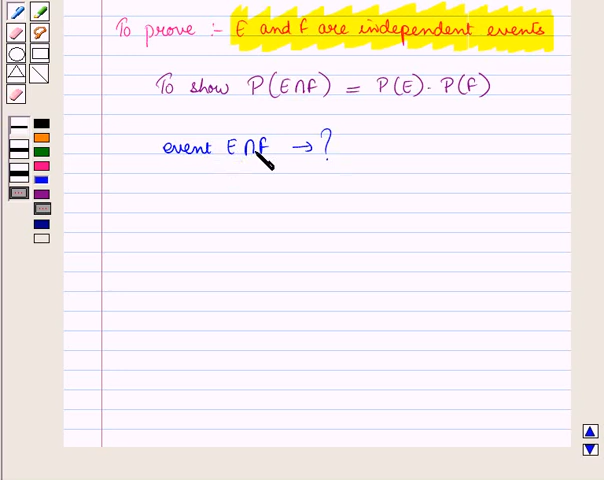 To prove :- E and F are independent events
To show P(E∩F) = P(E). P(F)
event E∩F → ?